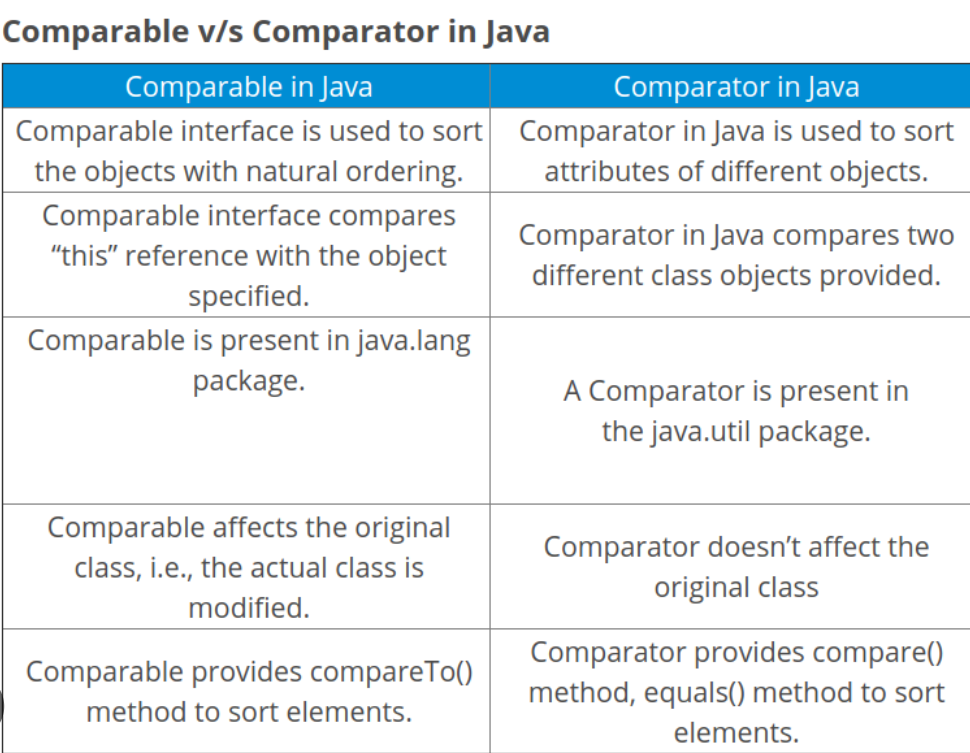 Comparable v/s Comparator in Java
Comparable in Java
Comparator in Java
Comparable interface is used to sort
the objects with natural ordering.
Comparator in Java is used to sort
attributes of different objects.
Comparable interface compares
“this” reference with the object
specified.
Comparator in Java compares two
different class objects provided.
Comparable is present in java.lang
package.
A Comparator is present in
the java.util package.
Comparable affects the original
class, i.e., the actual class is
modified.
Comparator doesn’t affect the
original class
Comparable provides compareTo()
method to sort elements.
Comparator provides compare()
method, equals() method to sort
elements.